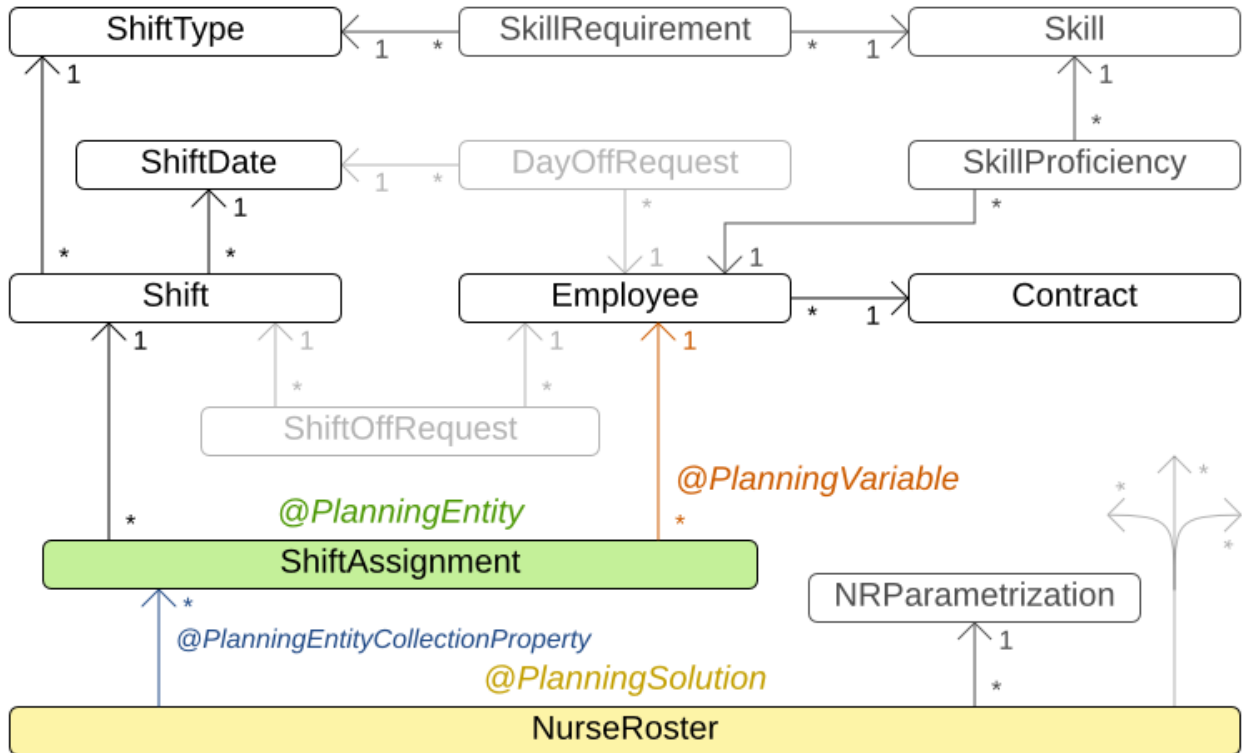 ShiftType
1 *
SkillRequirement
* 1
Skill
1
1
*
ShiftDate
1 *
DayOffRequest
SkillProficiency
1
*
*
* *
1 1
Shift
Employee
* 1
Contract
1 1 1 1
* *
ShiftOffRequest
@PlanningVariable
* *
@PlanningEntity
* * *
ShiftAssignment
NRParametrization
*
@PlanningEntityCollectionProperty
1
@PlanningSolution
*
NurseRoster